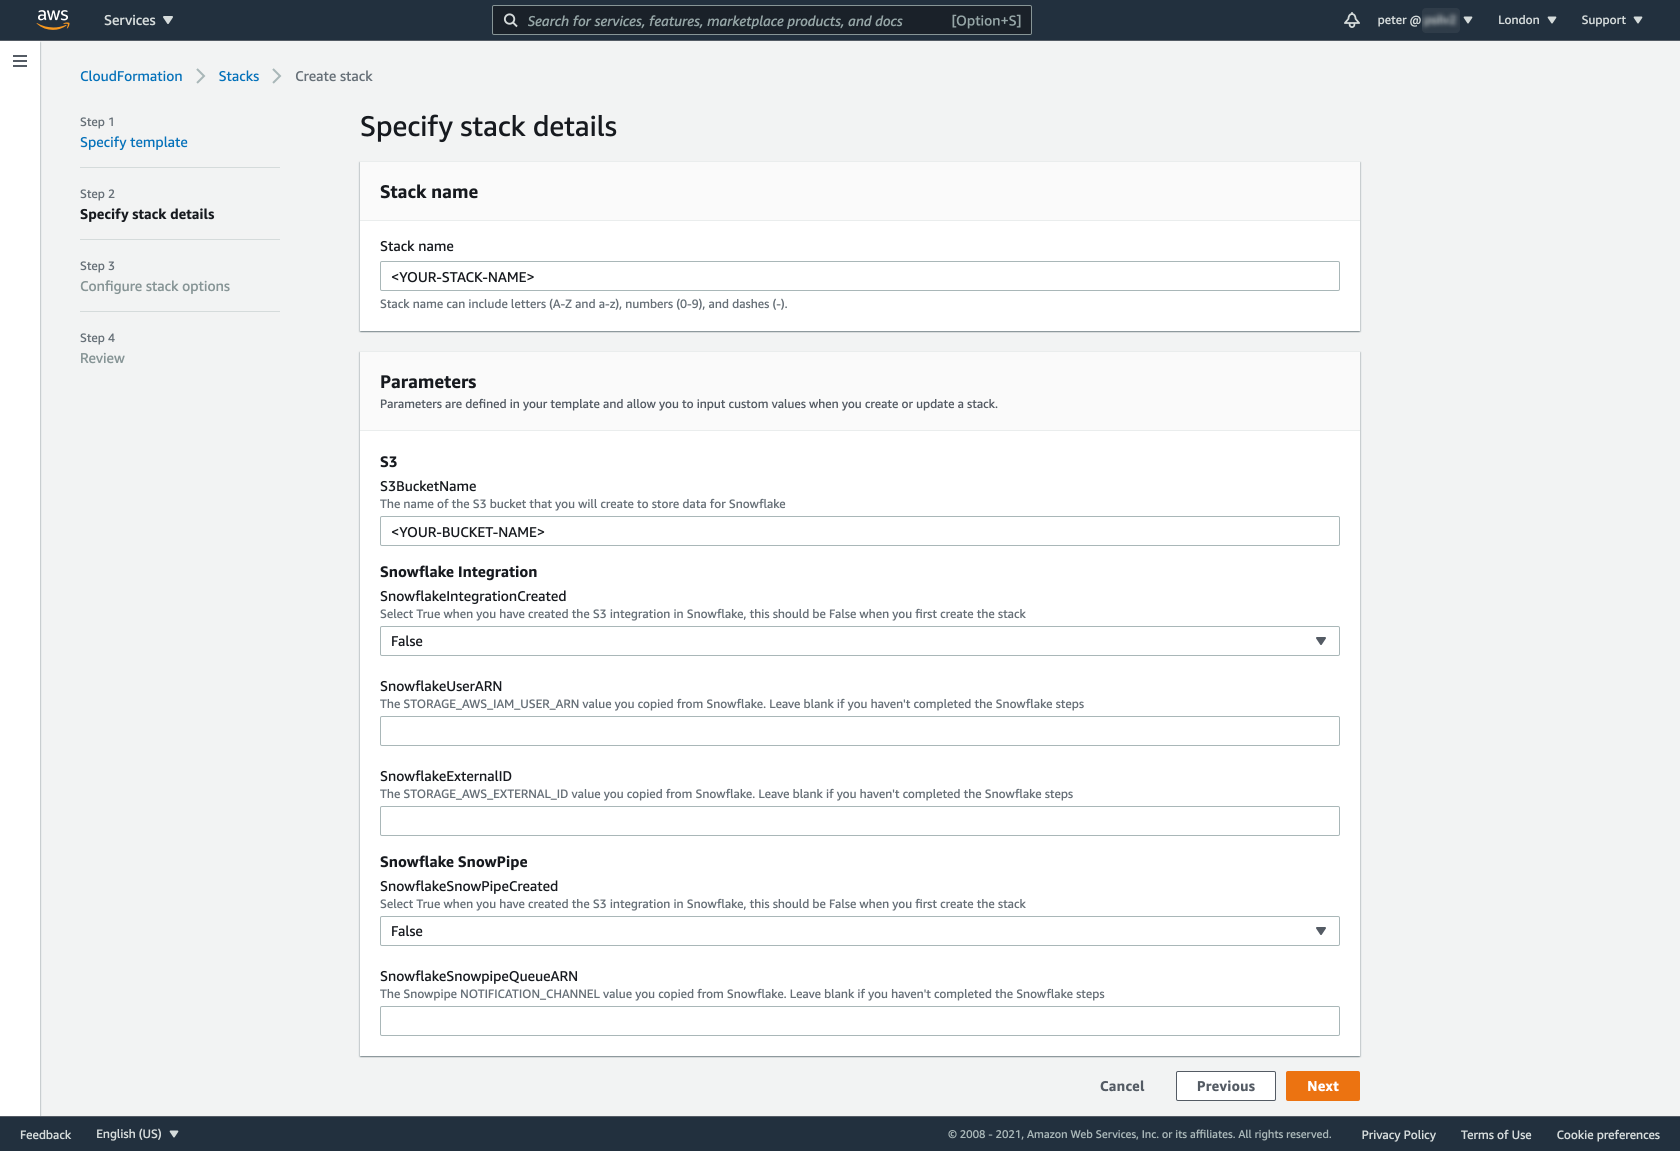 aws
Services
Search for services, features, marketplace products, and docs
[Option+S]
peter @
London
Support
CloudFormation
Stacks
Create stack
Step 1
Specify template
Step 2
Specify stack details
Step 3
Configure stack options
Step 4
Review
Specify stack details
Stack name
Stack name
<YOUR-STACK-NAME>
Stack name can include letters (A-Z and a-z), numbers (0-9), and dashes (-).
Parameters
Parameters are defined in your template and allow you to input custom values when you create or update a stack.
S3
S3BucketName
The name of the S3 bucket that you will create to store data for Snowflake
<YOUR-BUCKET-NAME>
Snowflake Integration
SnowflakeIntegrationCreated
Select True when you have created the S3 integration in Snowflake, this should be False when you first create the stack
False
SnowflakeUserARN
The STORAGE_AWS_IAM_USER_ARN value you copied from Snowflake. Leave blank if you haven't completed the Snowflake steps
SnowflakeExternalID
The STORAGE_AWS_EXTERNAL_ID value you copied from Snowflake. Leave blank if you haven't completed the Snowflake steps
Snowflake SnowPipe
SnowflakeSnowPipeCreated
Select True when you have created the S3 integration in Snowflake, this should be False when you first create the stack
False
SnowflakeSnowpipeQueueARN
The Snowpipe NOTIFICATION_CHANNEL value you copied from Snowflake. Leave blank if you haven't completed the Snowflake steps
Cancel
Previous
Next
Feedback
English (US)
© 2008 - 2021, Amazon Web Services, Inc. or its affiliates. All rights reserved.
Privacy Policy
Terms of Use
Cookie preferences